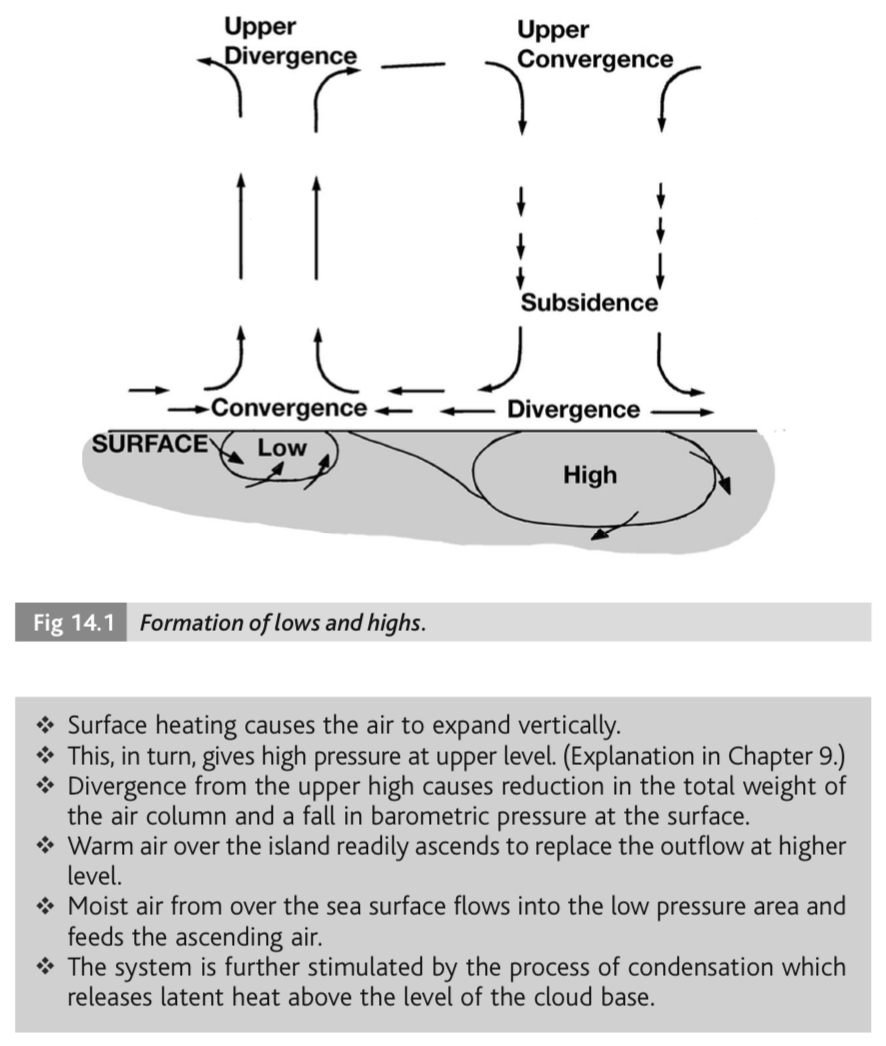 Upper
Divergence
Upper
Convergence
Subsidence
Convergence
Divergence
SURFACE
Low
High
Fig 14.1 Formation of lows and highs.
❖ Surface heating causes the air to expand vertically.
❖ This, in turn, gives high pressure at upper level. (Explanation in Chapter 9.)
❖ Divergence from the upper high causes reduction in the total weight of
the air column and a fall in barometric pressure at the surface.
❖ Warm air over the island readily ascends to replace the outflow at higher
level.
❖ Moist air from over the sea surface flows into the low pressure area and
feeds the ascending air.
❖ The system is further stimulated by the process of condensation which
releases latent heat above the level of the cloud base.